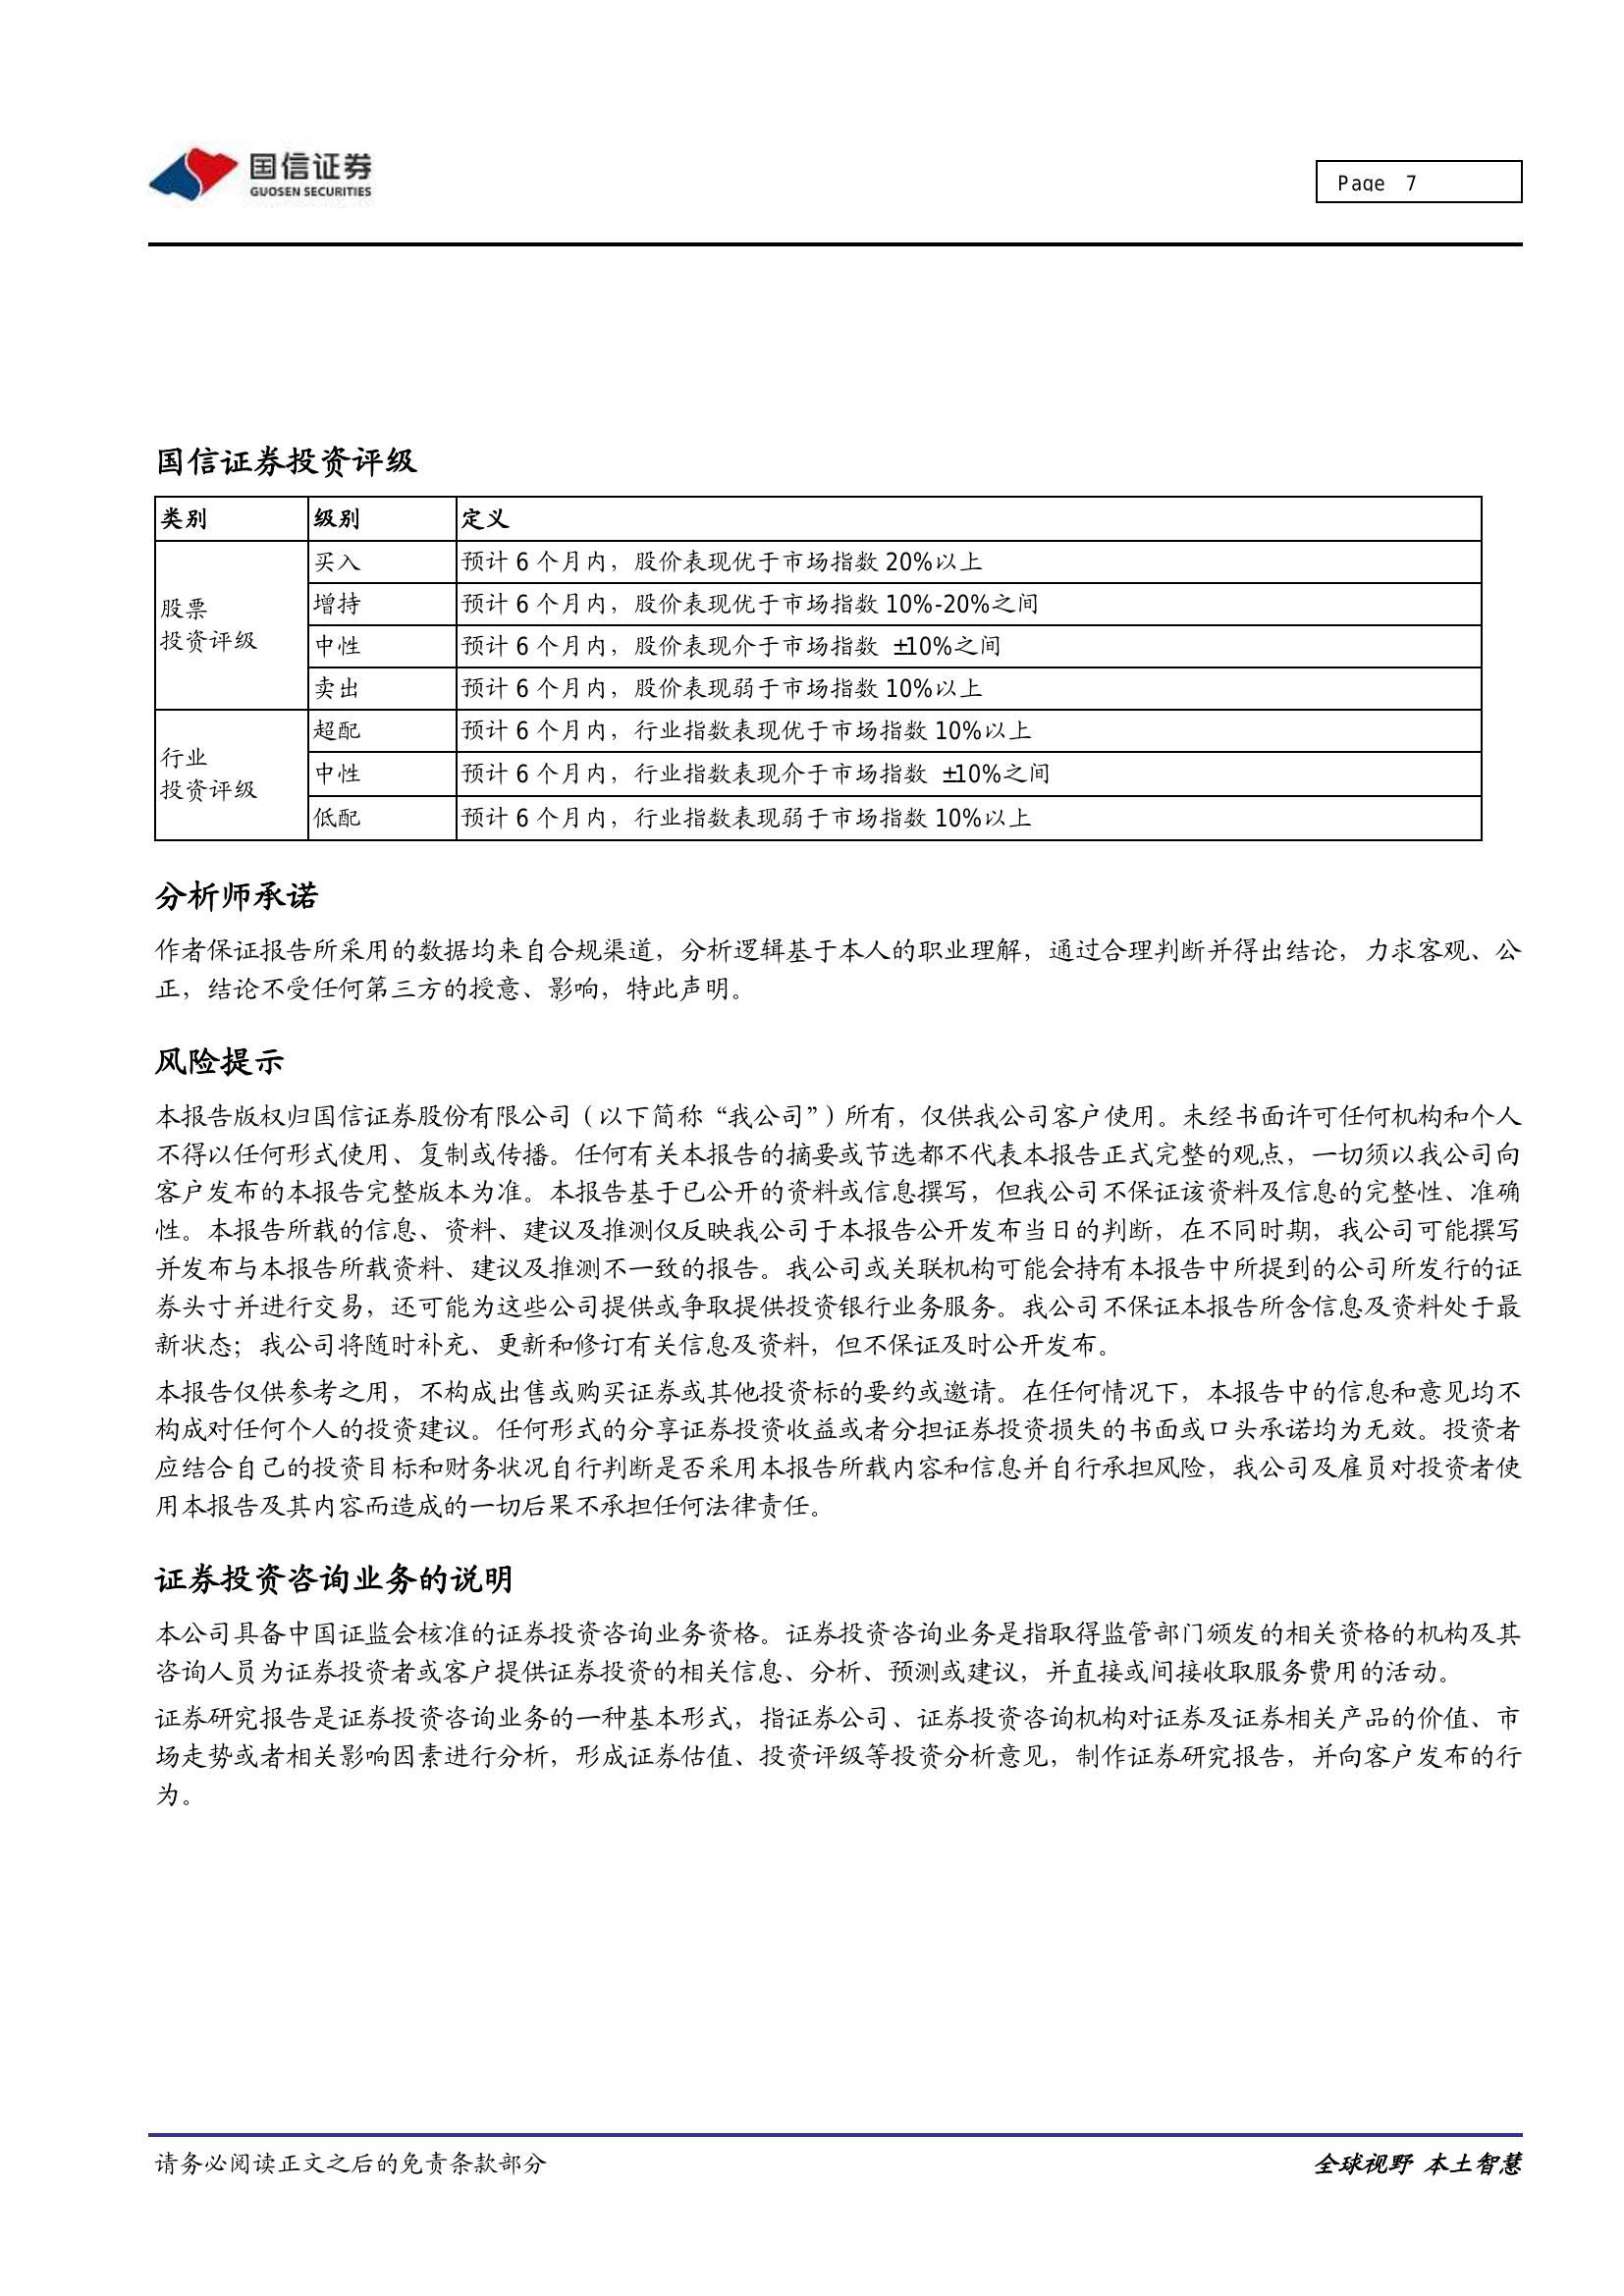 国信证券
GUOSEN SECURITIES
Page 7
国信证券投资评级
类别 级别 定义
股票
投资评级
买入 预计 6 个月内，股价表现优于市场指数 20%以上
增持 预计 6 个月内，股价表现优于市场指数 10%-20%之间
中性 预计 6 个月内，股价表现介于市场指数 ±10%之间
卖出 预计 6 个月内，股价表现弱于市场指数 10%以上
行业
投资评级
超配 预计 6 个月内，行业指数表现优于市场指数 10%以上
中性 预计 6 个月内，行业指数表现介于市场指数 ±10%之间
低配 预计 6 个月内，行业指数表现弱于市场指数 10%以上
分析师承诺
作者保证报告所采用的数据均来自合规渠道，分析逻辑基于本人的职业理解，通过合理判断并得出结论，力求客观、公
正，结论不受任何第三方的授意、影响，特此声明。
风险提示
本报告版权归国信证券股份有限公司（以下简称“我公司”）所有，仅供我公司客户使用。未经书面许可任何机构和个人
不得以任何形式使用、复制或传播。任何有关本报告的摘要或节选都不代表本报告正式完整的观点，一切须以我公司向
客户发布的本报告完整版本为准。本报告基于已公开的资料或信息撰写，但我公司不保证该资料及信息的完整性、准确
性。本报告所载的信息、资料、建议及推测仅反映我公司于本报告公开发布当日的判断，在不同时期，我公司可能撰写
并发布与本报告所载资料、建议及推测不一致的报告。我公司或关联机构可能会持有本报告中所提到的公司所发行的证
券头寸并进行交易，还可能为这些公司提供或争取提供投资银行业务服务。我公司不保证本报告所含信息及资料处于最
新状态；我公司将随时补充、更新和修订有关信息及资料，但不保证及时公开发布。
本报告仅供参考之用，不构成出售或购买证券或其他投资标的要约或邀请。在任何情况下，本报告中的信息和意见均不
构成对任何个人的投资建议。任何形式的分享证券投资收益或者分担证券投资损失的书面或口头承诺均为无效。投资者
应结合自己的投资目标和财务状况自行判断是否采用本报告所载内容和信息并自行承担风险，我公司及雇员对投资者使
用本报告及其内容而造成的一切后果不承担任何法律责任。
证券投资咨询业务的说明
本公司具备中国证监会核准的证券投资咨询业务资格。证券投资咨询业务是指取得监管部门颁发的相关资格的机构及其
咨询人员为证券投资者或客户提供证券投资的相关信息、分析、预测或建议，并直接或间接收取服务费用的活动。
证券研究报告是证券投资咨询业务的一种基本形式，指证券公司、证券投资咨询机构对证券及证券相关产品的价值、市
场走势或者相关影响因素进行分析，形成证券估值、投资评级等投资分析意见，制作证券研究报告，并向客户发布的行
为。
请务必阅读正文之后的免责条款部分
全球视野 本土智慧